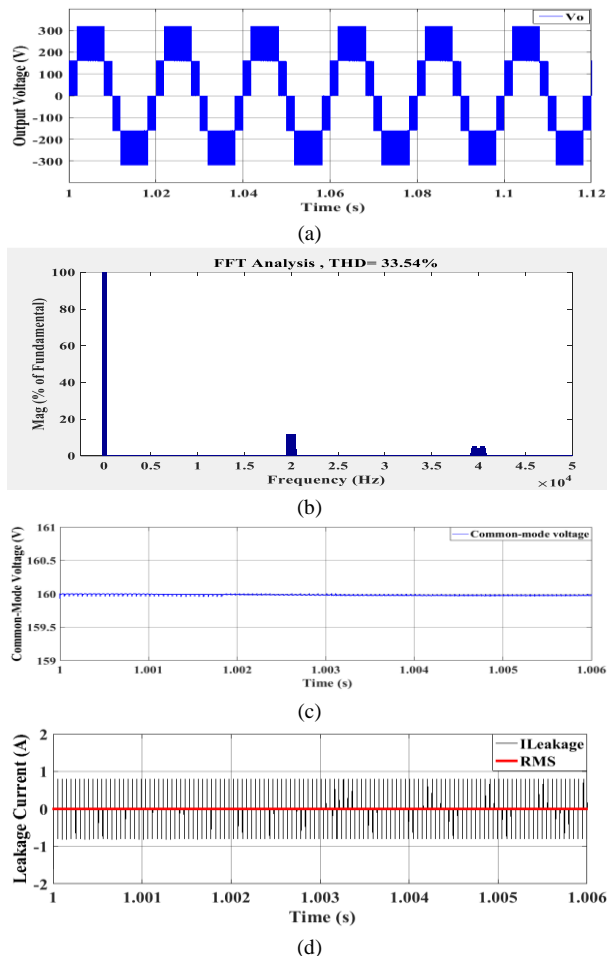 Vo
300
200
100
0
-100
-200
-300
Output Voltage (V)
1 1.02 1.04 1.06 1.08 1.1 1.12
Time (s)
(a)
FFT Analysis , THD= 33.54%
100
80
60
40
20
0
Mag (% of Fundamental)
0 0.5 1 1.5 2 2.5 3 3.5 4 4.5 5
Frequency (Hz)
×10⁴
(b)
Common-mode voltage
161
160.5
160
159.5
159
Common-Mode Voltage (V)
1 1.001 1.002 1.003 1.004 1.005 1.006
Time (s)
(c)
ILeakage
RMS
2
1
0
-1
-2
Leakage Current (A)
1 1.001 1.002 1.003 1.004 1.005 1.006
Time (s)
(d)